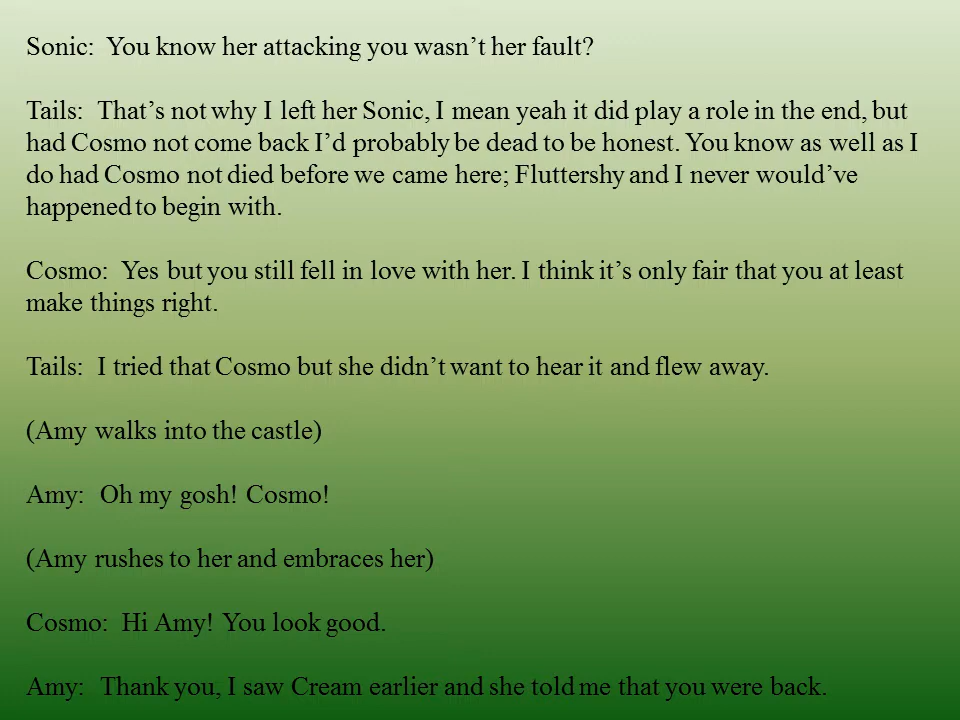 Sonic:  You know her attacking you wasn’t her fault?
Tails:  That’s not why I left her Sonic, I mean yeah it did play a role in the end, but
had Cosmo not come back I’d probably be dead to be honest. You know as well as I
do had Cosmo not died before we came here; Fluttershy and I never would’ve
happened to begin with.
Cosmo:  Yes but you still fell in love with her. I think it’s only fair that you at least
make things right.
Tails:  I tried that Cosmo but she didn’t want to hear it and flew away.
(Amy walks into the castle)
Amy:  Oh my gosh! Cosmo!
(Amy rushes to her and embraces her)
Cosmo:  Hi Amy! You look good.
Amy:  Thank you, I saw Cream earlier and she told me that you were back.